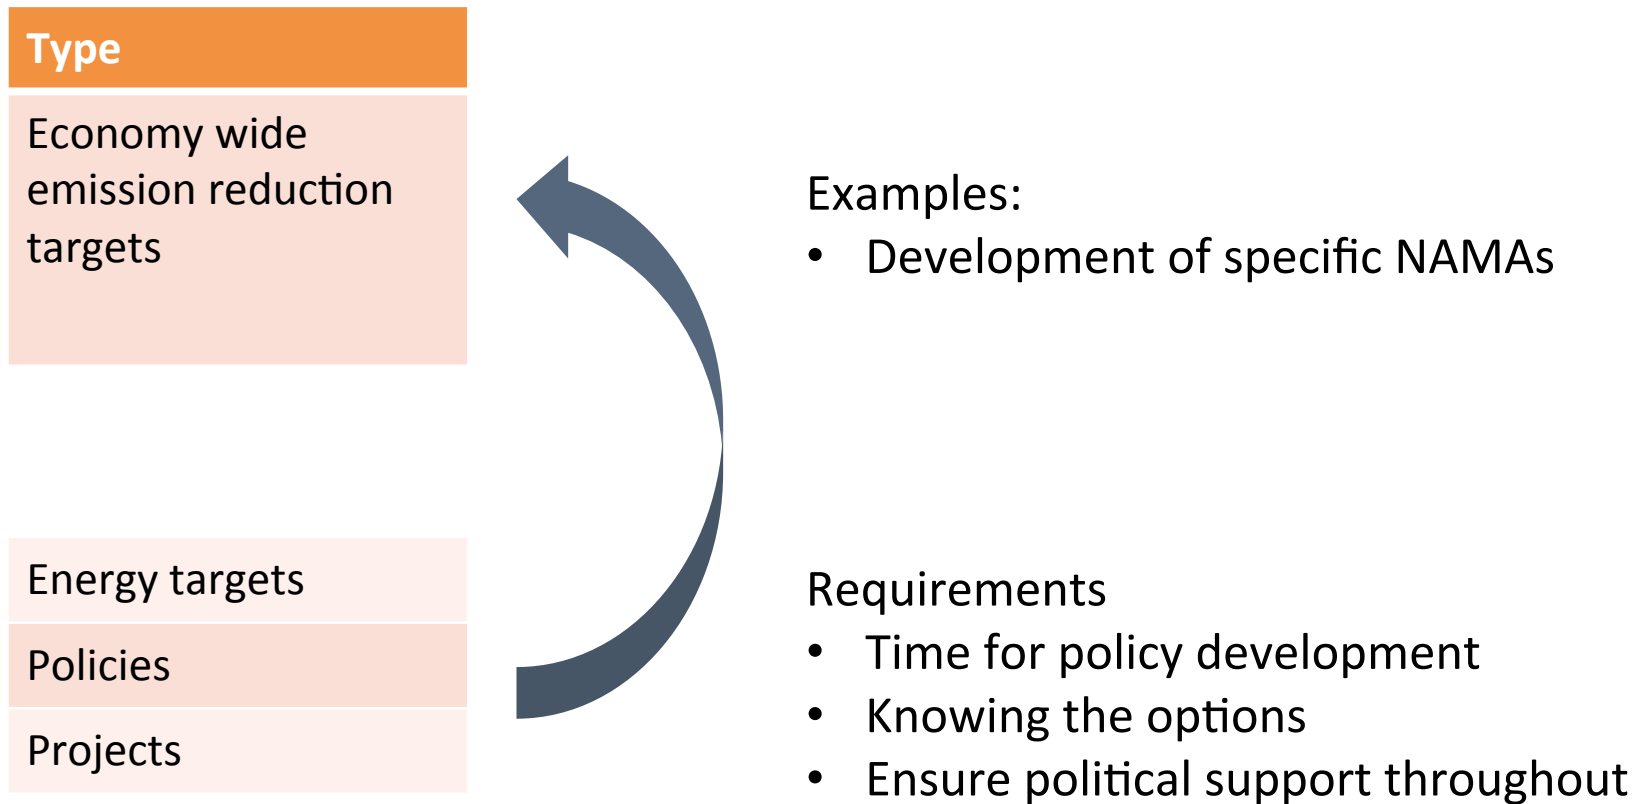 Type
Economy wide
emission reduction
targets
Energy targets
Policies
Projects
Examples:
• Development of specific NAMAs
Requirements
• Time for policy development
• Knowing the options
• Ensure political support throughout